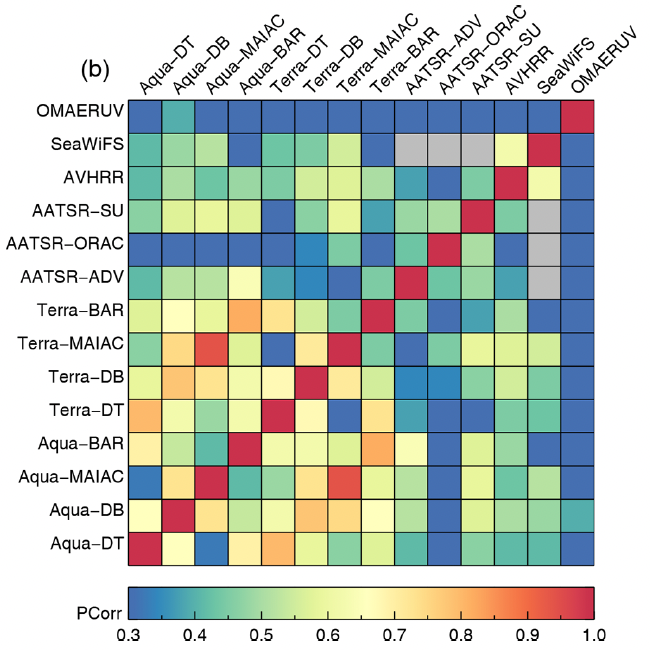 (b)
Aqua−DT
Aqua−DB
Aqua−MAIAC
Aqua−BAR
Terra−DT
Terra−DB
Terra−MAIAC
Terra−BAR
AATSR−ADV
AATSR−ORAC
AATSR−SU
AVHRR
SeaWiFS
OMAERUV
OMAERUV
SeaWiFS
AVHRR
AATSR−SU
AATSR−ORAC
AATSR−ADV
Terra−BAR
Terra−MAIAC
Terra−DB
Terra−DT
Aqua−BAR
Aqua−MAIAC
Aqua−DB
Aqua−DT
PCorr
0.3 0.4 0.5 0.6 0.7 0.8 0.9 1.0